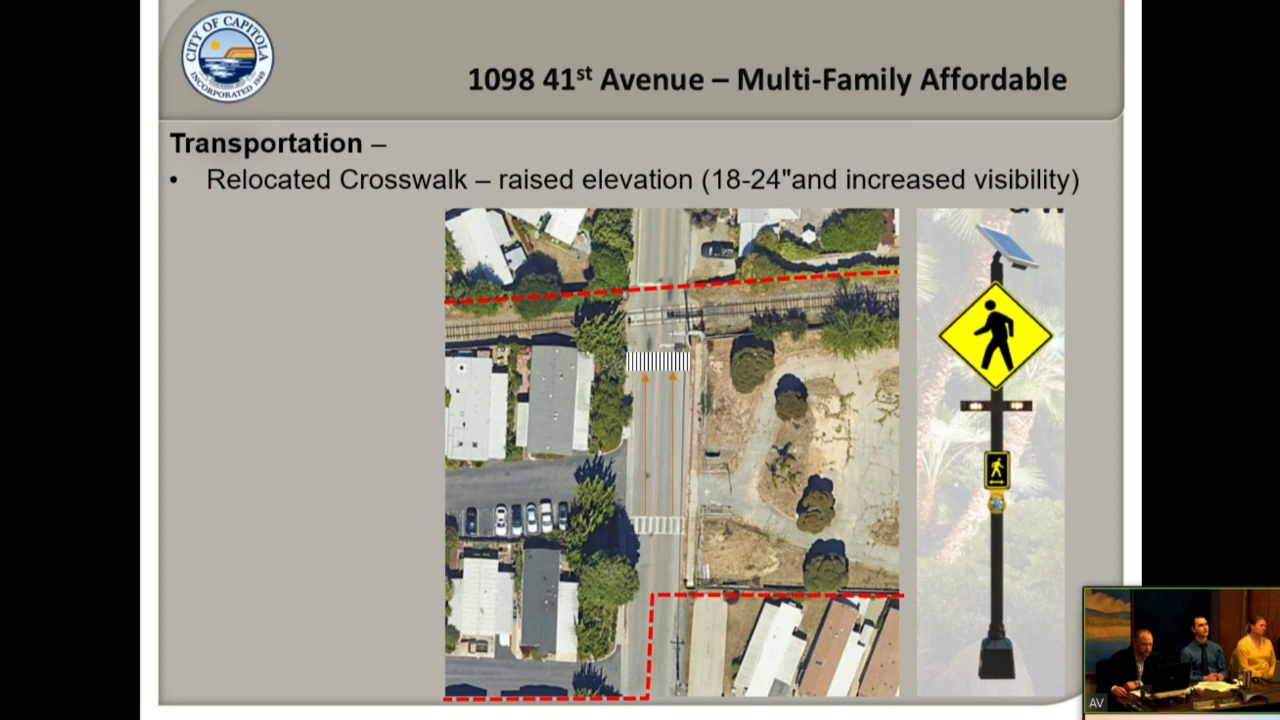 CITY OF CAPITOLA
INCORPORATED 1949
1098 41st Avenue – Multi-Family Affordable
Transportation –
• Relocated Crosswalk – raised elevation (18-24"and increased visibility)
AV